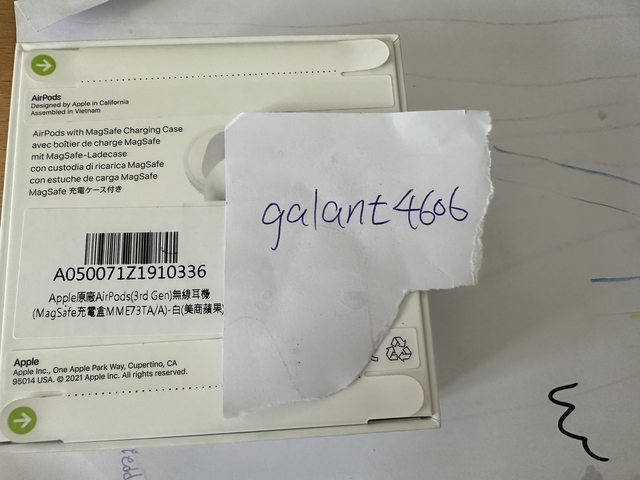 AirPods
Designed by Apple in California
Assembled in Vietnam
AirPods with MagSafe Charging Case
avec boîtier de charge MagSafe
mit MagSafe-Ladecase
con custodia di ricarica MagSafe
con estuche de carga MagSafe
MagSafe 充電ケース付き
galant4606
A050071Z1910336
Apple原廠AirPods(3rd Gen)無線耳機
(MagSafe充電盒MME73TA/A)-白(美商蘋果)
Apple
Apple Inc., One Apple Park Way, Cupertino, CA
95014 USA. © 2021 Apple Inc. All rights reserved.